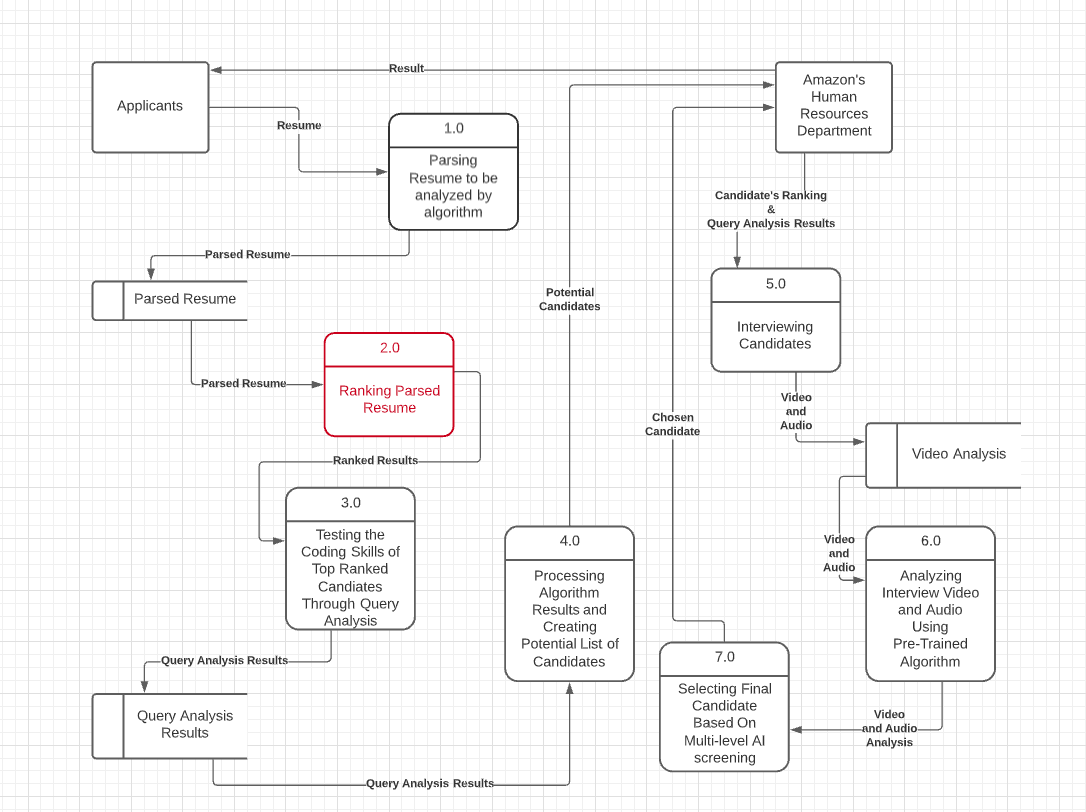 Result
Applicants
Amazon's
Human
Resources
Department
Resume
1.0
Parsing
Resume to be
analyzed by
algorithm
Candidate's Ranking
&
Query Analysis Results
Parsed Resume
Parsed Resume
5.0
Interviewing
Candidates
Potential
Candidates
2.0
Ranking Parsed
Resume
Parsed Resume
Video
and
Audio
Chosen
Candidate
Ranked Results
Video Analysis
3.0
Testing the
Coding Skills of
Top Ranked
Candiates
Through Query
Analysis
4.0
Processing
Algorithm
Results and
Creating
Potential List of
Candidates
Video
and
Audio
6.0
Analyzing
Interview Video
and Audio
Using
Pre-Trained
Algorithm
Query Analysis Results
7.0
Selecting Final
Candidate
Based On
Multi-level AI
screening
Query Analysis
Results
Video
and Audio
Analysis
Query Analysis Results